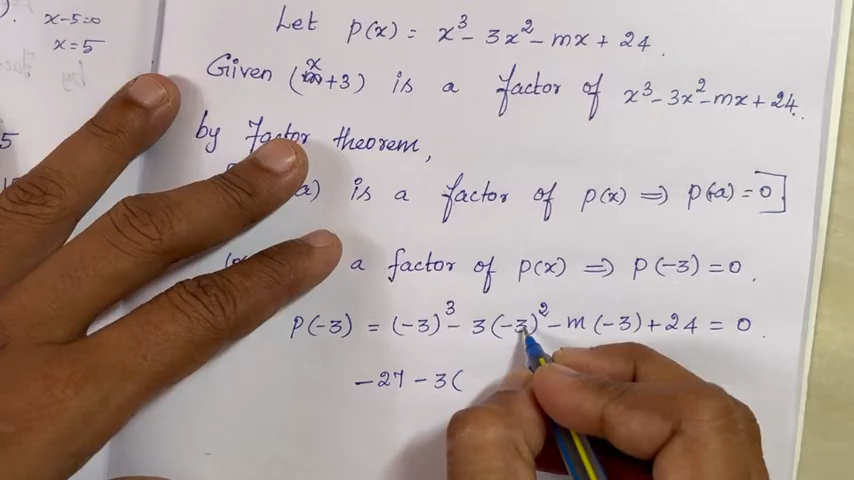 ).
x-5=0
x=5
5
Let p(x) = x³ - 3x² - mx + 24.
Given (x+3) is a factor of x³-3x²-mx+24.
by Factor theorem,
a) is a factor of p(x) ⟹ p(-a) = 0]
a factor of p(x) ⟹ p(-3) = 0.
P(-3) = (-3)³ - 3(-3)² - m(-3) + 24 = 0.
-27 - 3(